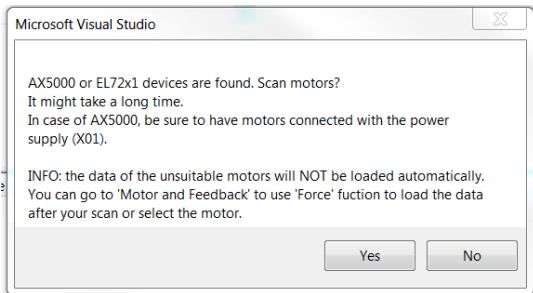 Microsoft Visual Studio
AX5000 or EL72x1 devices are found. Scan motors?
It might take a long time.
In case of AX5000, be sure to have motors connected with the power
supply (X01).
INFO: the data of the unsuitable motors will NOT be loaded automatically.
You can go to 'Motor and Feedback' to use 'Force' fuction to load the data
after your scan or select the motor.
Yes No